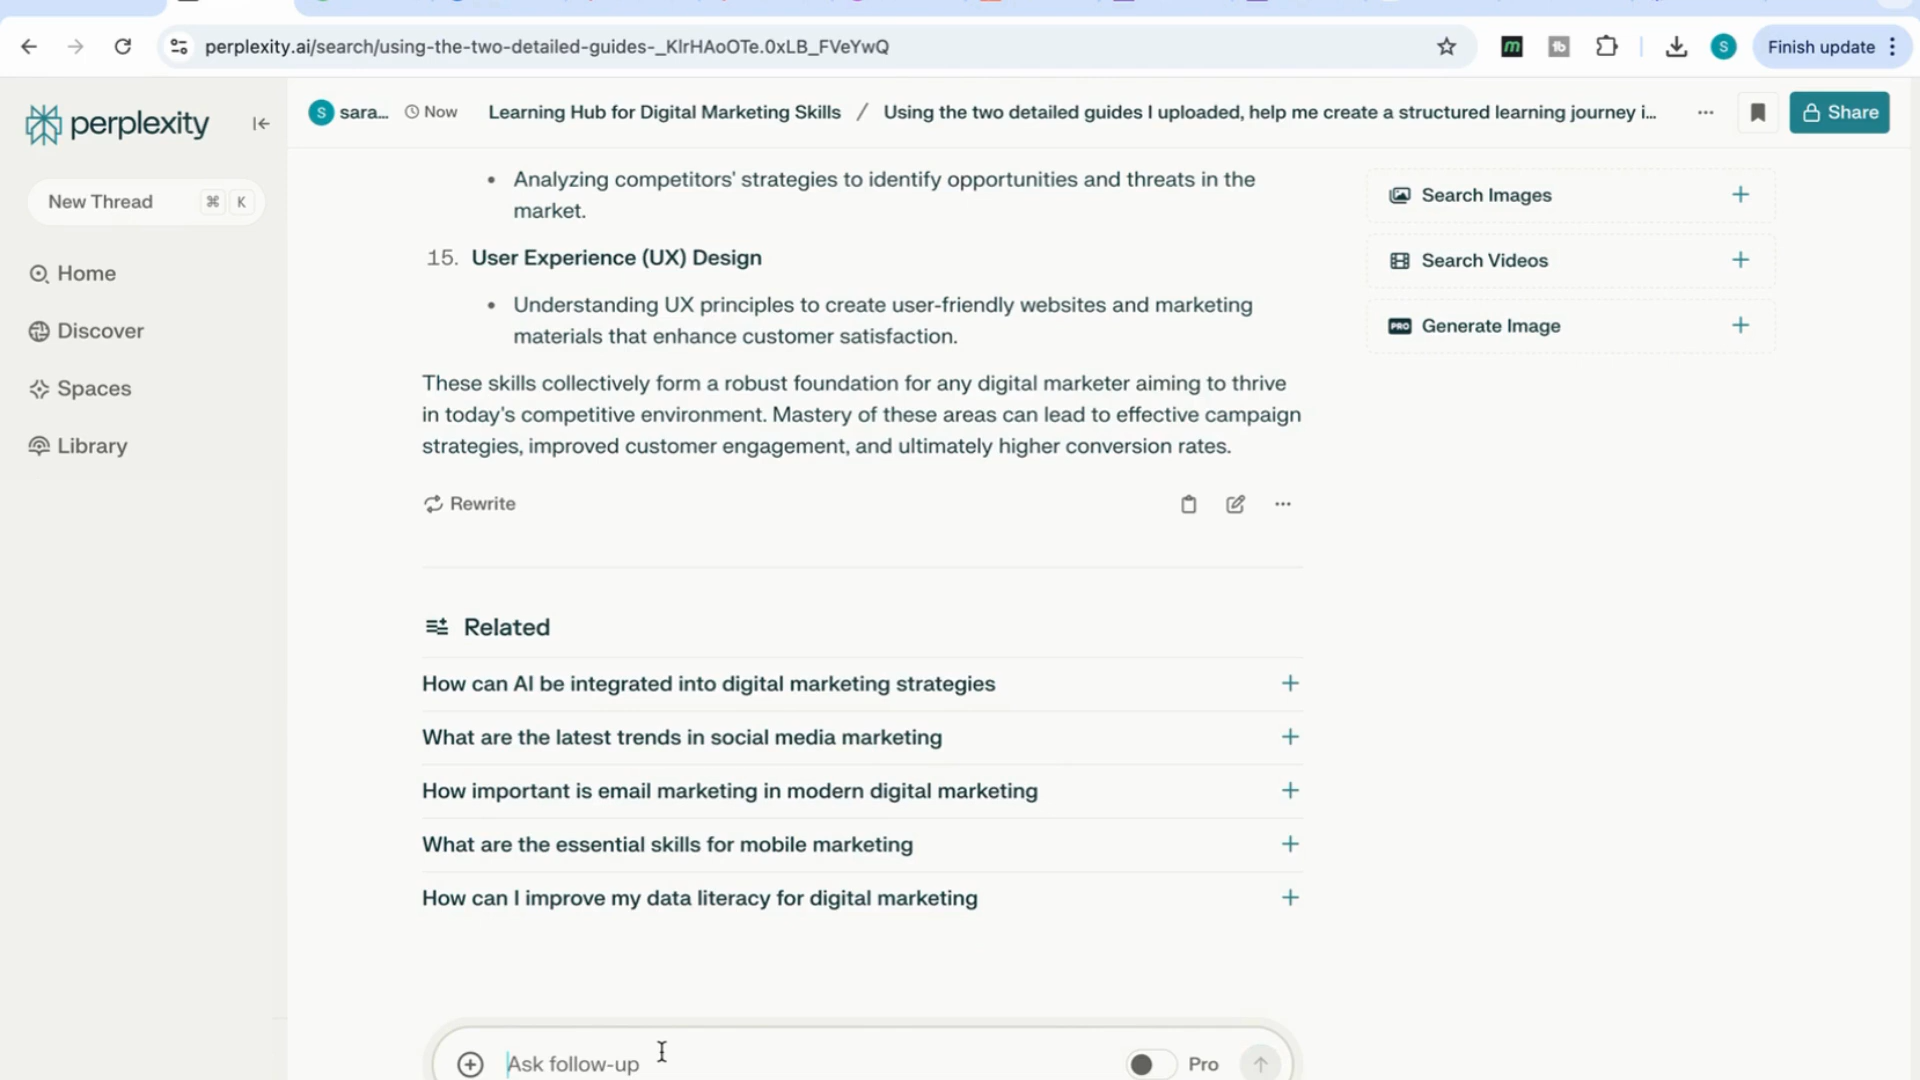 perplexity.ai/search/using-the-two-detailed-guides-_KlrHAoOTe.0xLB_FVeYwQ
m
tb
S
Finish update
perplexity
New Thread
⌘ K
Home
Discover
Spaces
Library
S sara... Now
Learning Hub for Digital Marketing Skills / Using the two detailed guides I uploaded, help me create a structured learning journey i...
Share
• Analyzing competitors' strategies to identify opportunities and threats in the
market.
15. User Experience (UX) Design
• Understanding UX principles to create user-friendly websites and marketing
materials that enhance customer satisfaction.
These skills collectively form a robust foundation for any digital marketer aiming to thrive
in today's competitive environment. Mastery of these areas can lead to effective campaign
strategies, improved customer engagement, and ultimately higher conversion rates.
Rewrite
Related
How can AI be integrated into digital marketing strategies
What are the latest trends in social media marketing
How important is email marketing in modern digital marketing
What are the essential skills for mobile marketing
How can I improve my data literacy for digital marketing
Ask follow-up
Pro
Search Images
Search Videos
PRO Generate Image